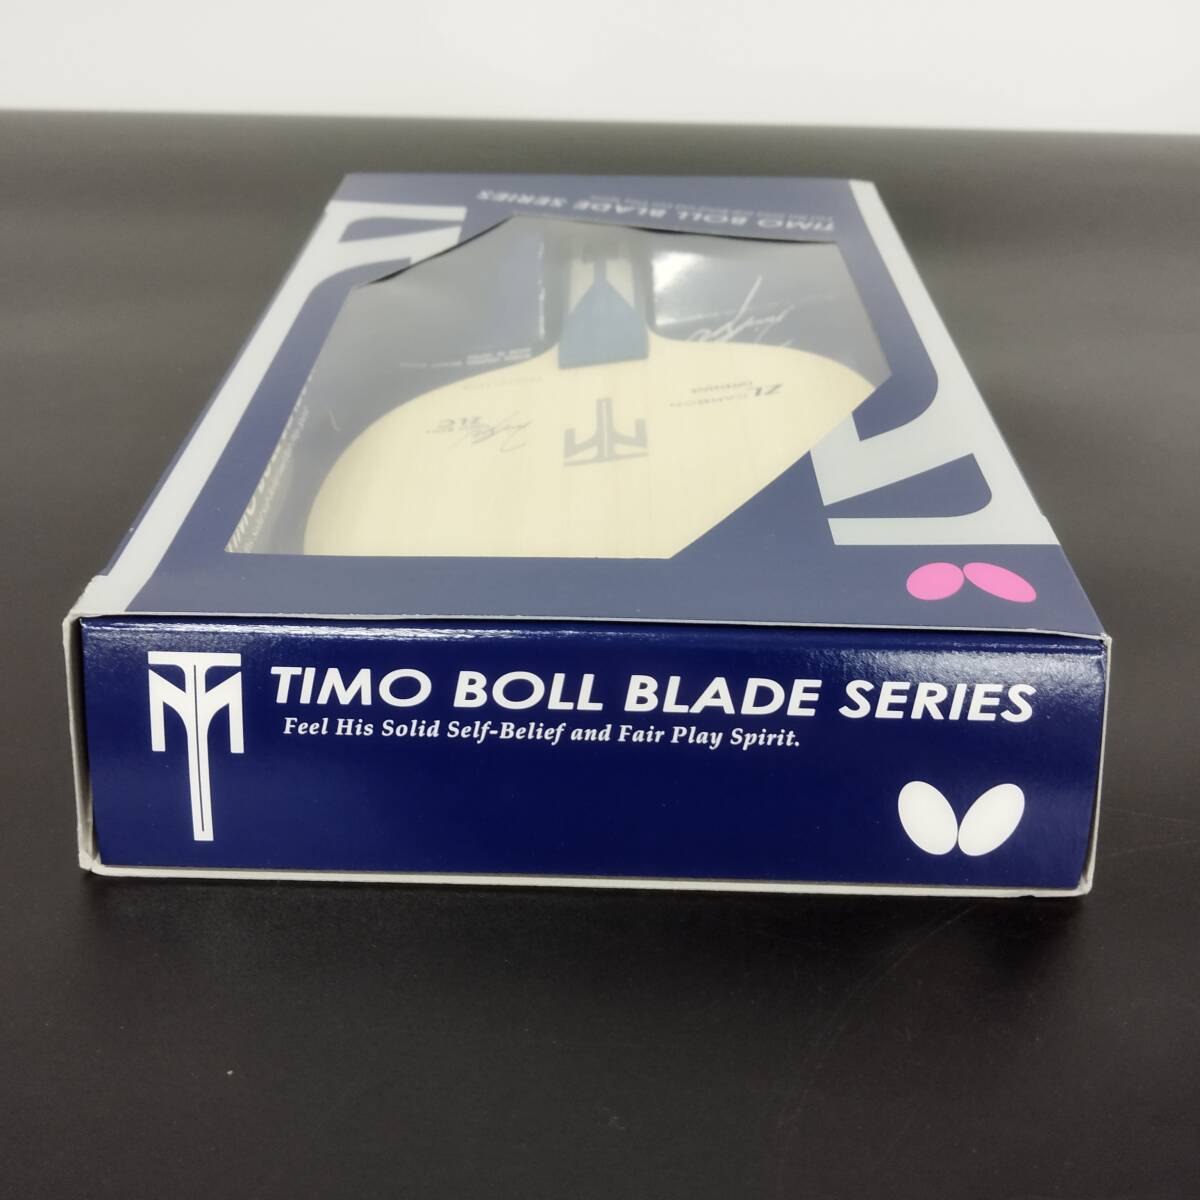 TIMO BOLL BLADE SERIES
ZL CARBON
ZLC
TIMO BOLL BLADE SERIES
Feel His Solid Self-Belief and Fair Play Spirit.